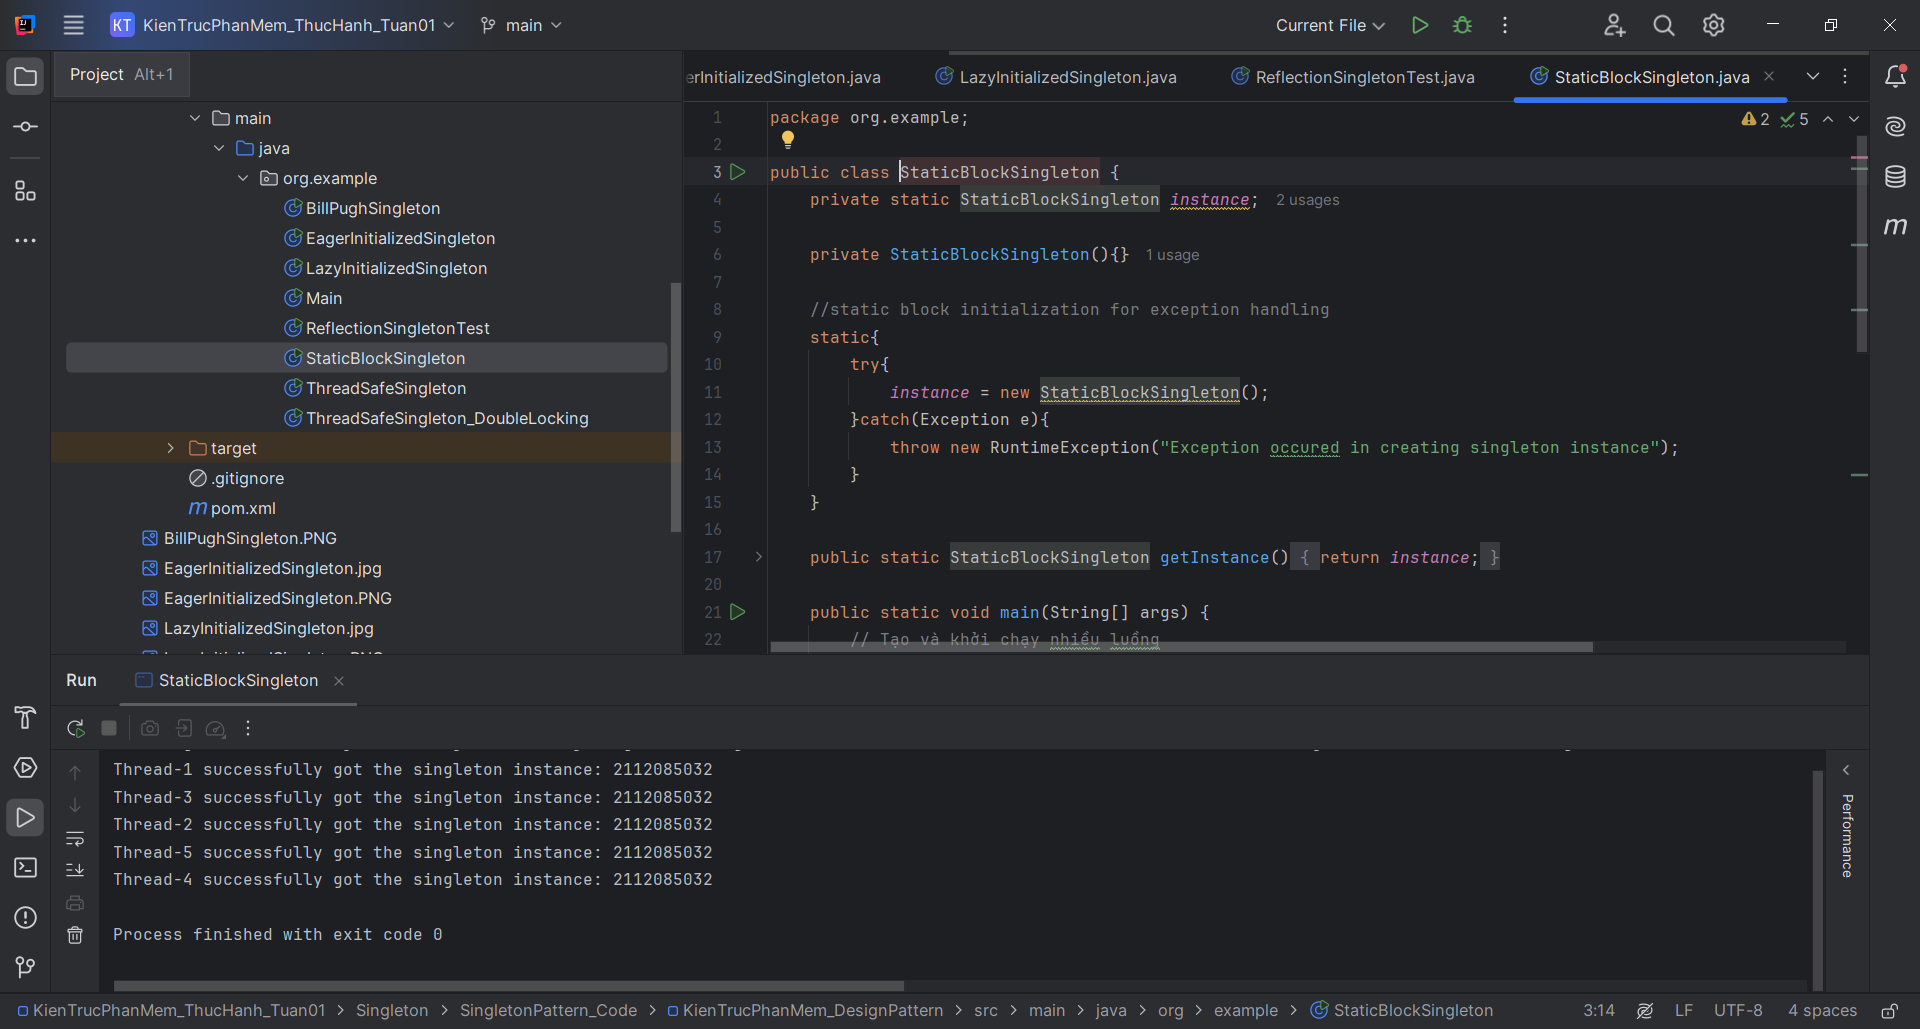 KT KienTrucPhanMem_ThucHanh_Tuan01 main Current File
Project Alt+1
main
java
org.example
BillPughSingleton
EagerInitializedSingleton
LazyInitializedSingleton
Main
ReflectionSingletonTest
StaticBlockSingleton
ThreadSafeSingleton
ThreadSafeSingleton_DoubleLocking
target
.gitignore
m pom.xml
BillPughSingleton.PNG
EagerInitializedSingleton.jpg
EagerInitializedSingleton.PNG
LazyInitializedSingleton.jpg
erInitializedSingleton.java LazyInitializedSingleton.java ReflectionSingletonTest.java StaticBlockSingleton.java
2 5
1 package org.example;
2
3 public class StaticBlockSingleton {
4 private static StaticBlockSingleton instance; 2 usages
5
6 private StaticBlockSingleton(){} 1 usage
7
8 //static block initialization for exception handling
9 static{
10 try{
11 instance = new StaticBlockSingleton();
12 }catch(Exception e){
13 throw new RuntimeException("Exception occured in creating singleton instance");
14 }
15 }
16
17 public static StaticBlockSingleton getInstance() { return instance; }
20
21 public static void main(String[] args) {
22 // Tạo và khởi chạy nhiều luồng
m
Run StaticBlockSingleton
Thread-1 successfully got the singleton instance: 2112085032
Thread-3 successfully got the singleton instance: 2112085032
Thread-2 successfully got the singleton instance: 2112085032
Thread-5 successfully got the singleton instance: 2112085032
Thread-4 successfully got the singleton instance: 2112085032
Process finished with exit code 0
Performance
KienTrucPhanMem_ThucHanh_Tuan01 > Singleton > SingletonPattern_Code > KienTrucPhanMem_DesignPattern > src > main > java > org > example > StaticBlockSingleton 3:14 LF UTF-8 4 spaces